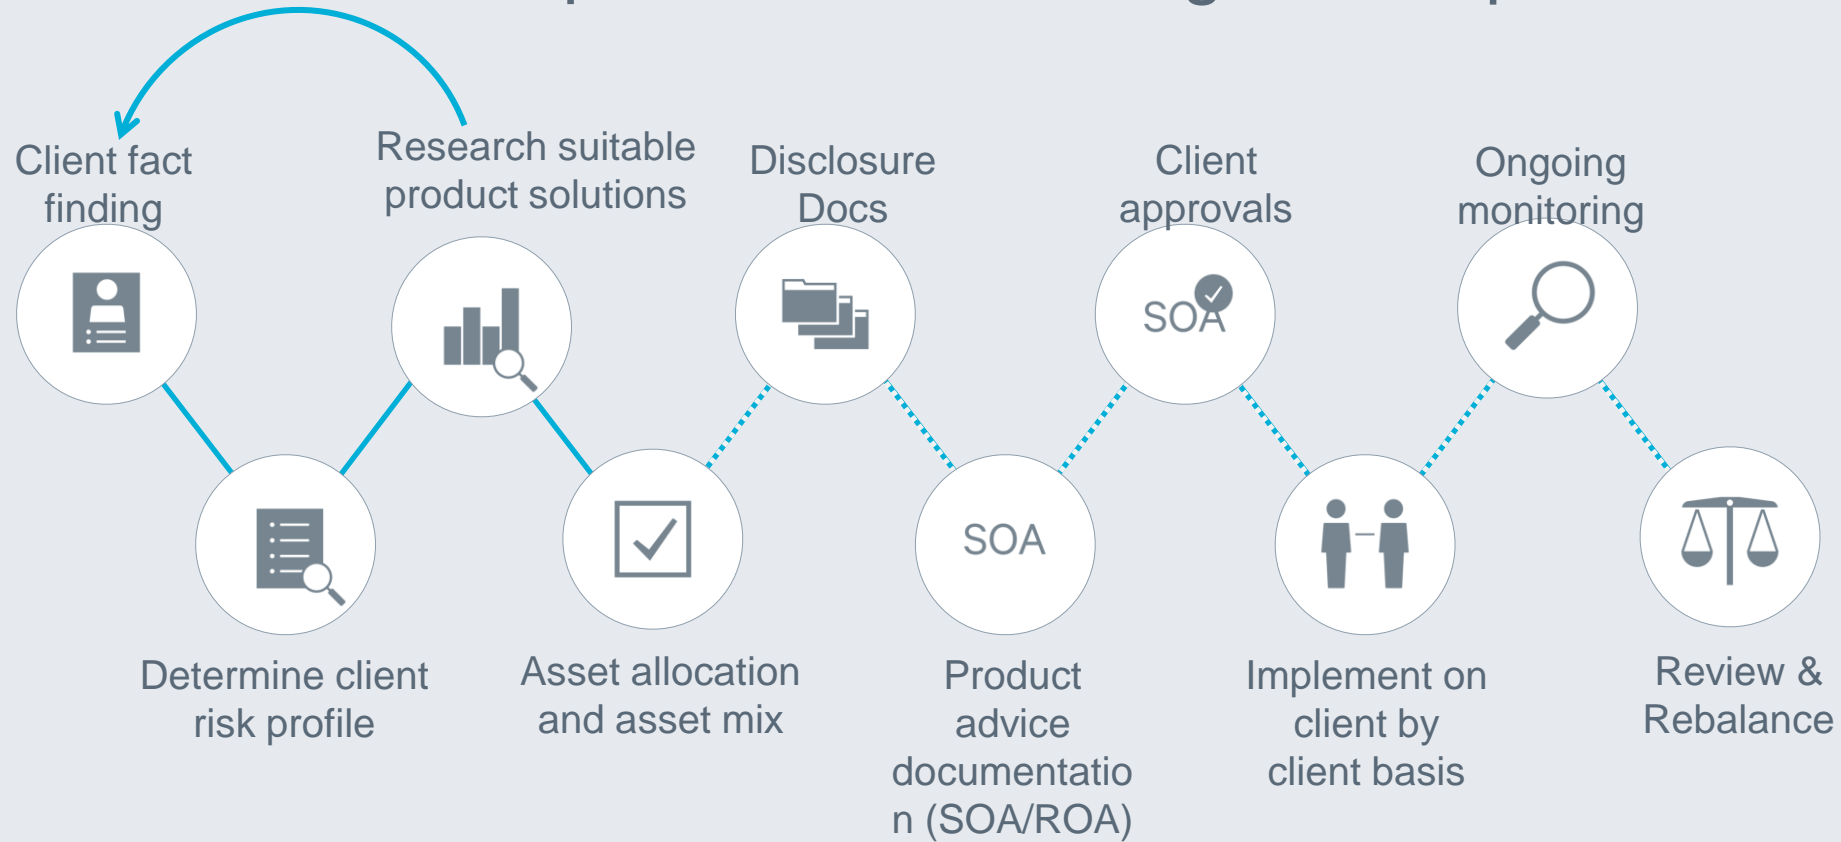 Client fact
finding
Research suitable
product solutions
Disclosure
Docs
Client
approvals
Ongoing
monitoring
SOA
SOA
Determine client
risk profile
Asset allocation
and asset mix
Product
advice
documentatio
n (SOA/ROA)
Implement on
client by
client basis
Review &
Rebalance